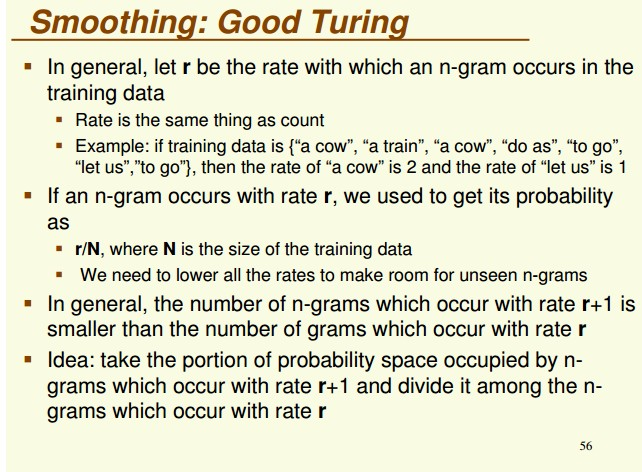 Smoothing: Good Turing
▪ In general, let r be the rate with which an n-gram occurs in the
training data
▪ Rate is the same thing as count
▪ Example: if training data is {“a cow”, “a train”, “a cow”, “do as”, “to go”,
“let us”,”to go”}, then the rate of “a cow” is 2 and the rate of “let us” is 1
▪ If an n-gram occurs with rate r, we used to get its probability
as
▪ r/N, where N is the size of the training data
▪ We need to lower all the rates to make room for unseen n-grams
▪ In general, the number of n-grams which occur with rate r+1 is
smaller than the number of grams which occur with rate r
▪ Idea: take the portion of probability space occupied by n-
grams which occur with rate r+1 and divide it among the n-
grams which occur with rate r
56